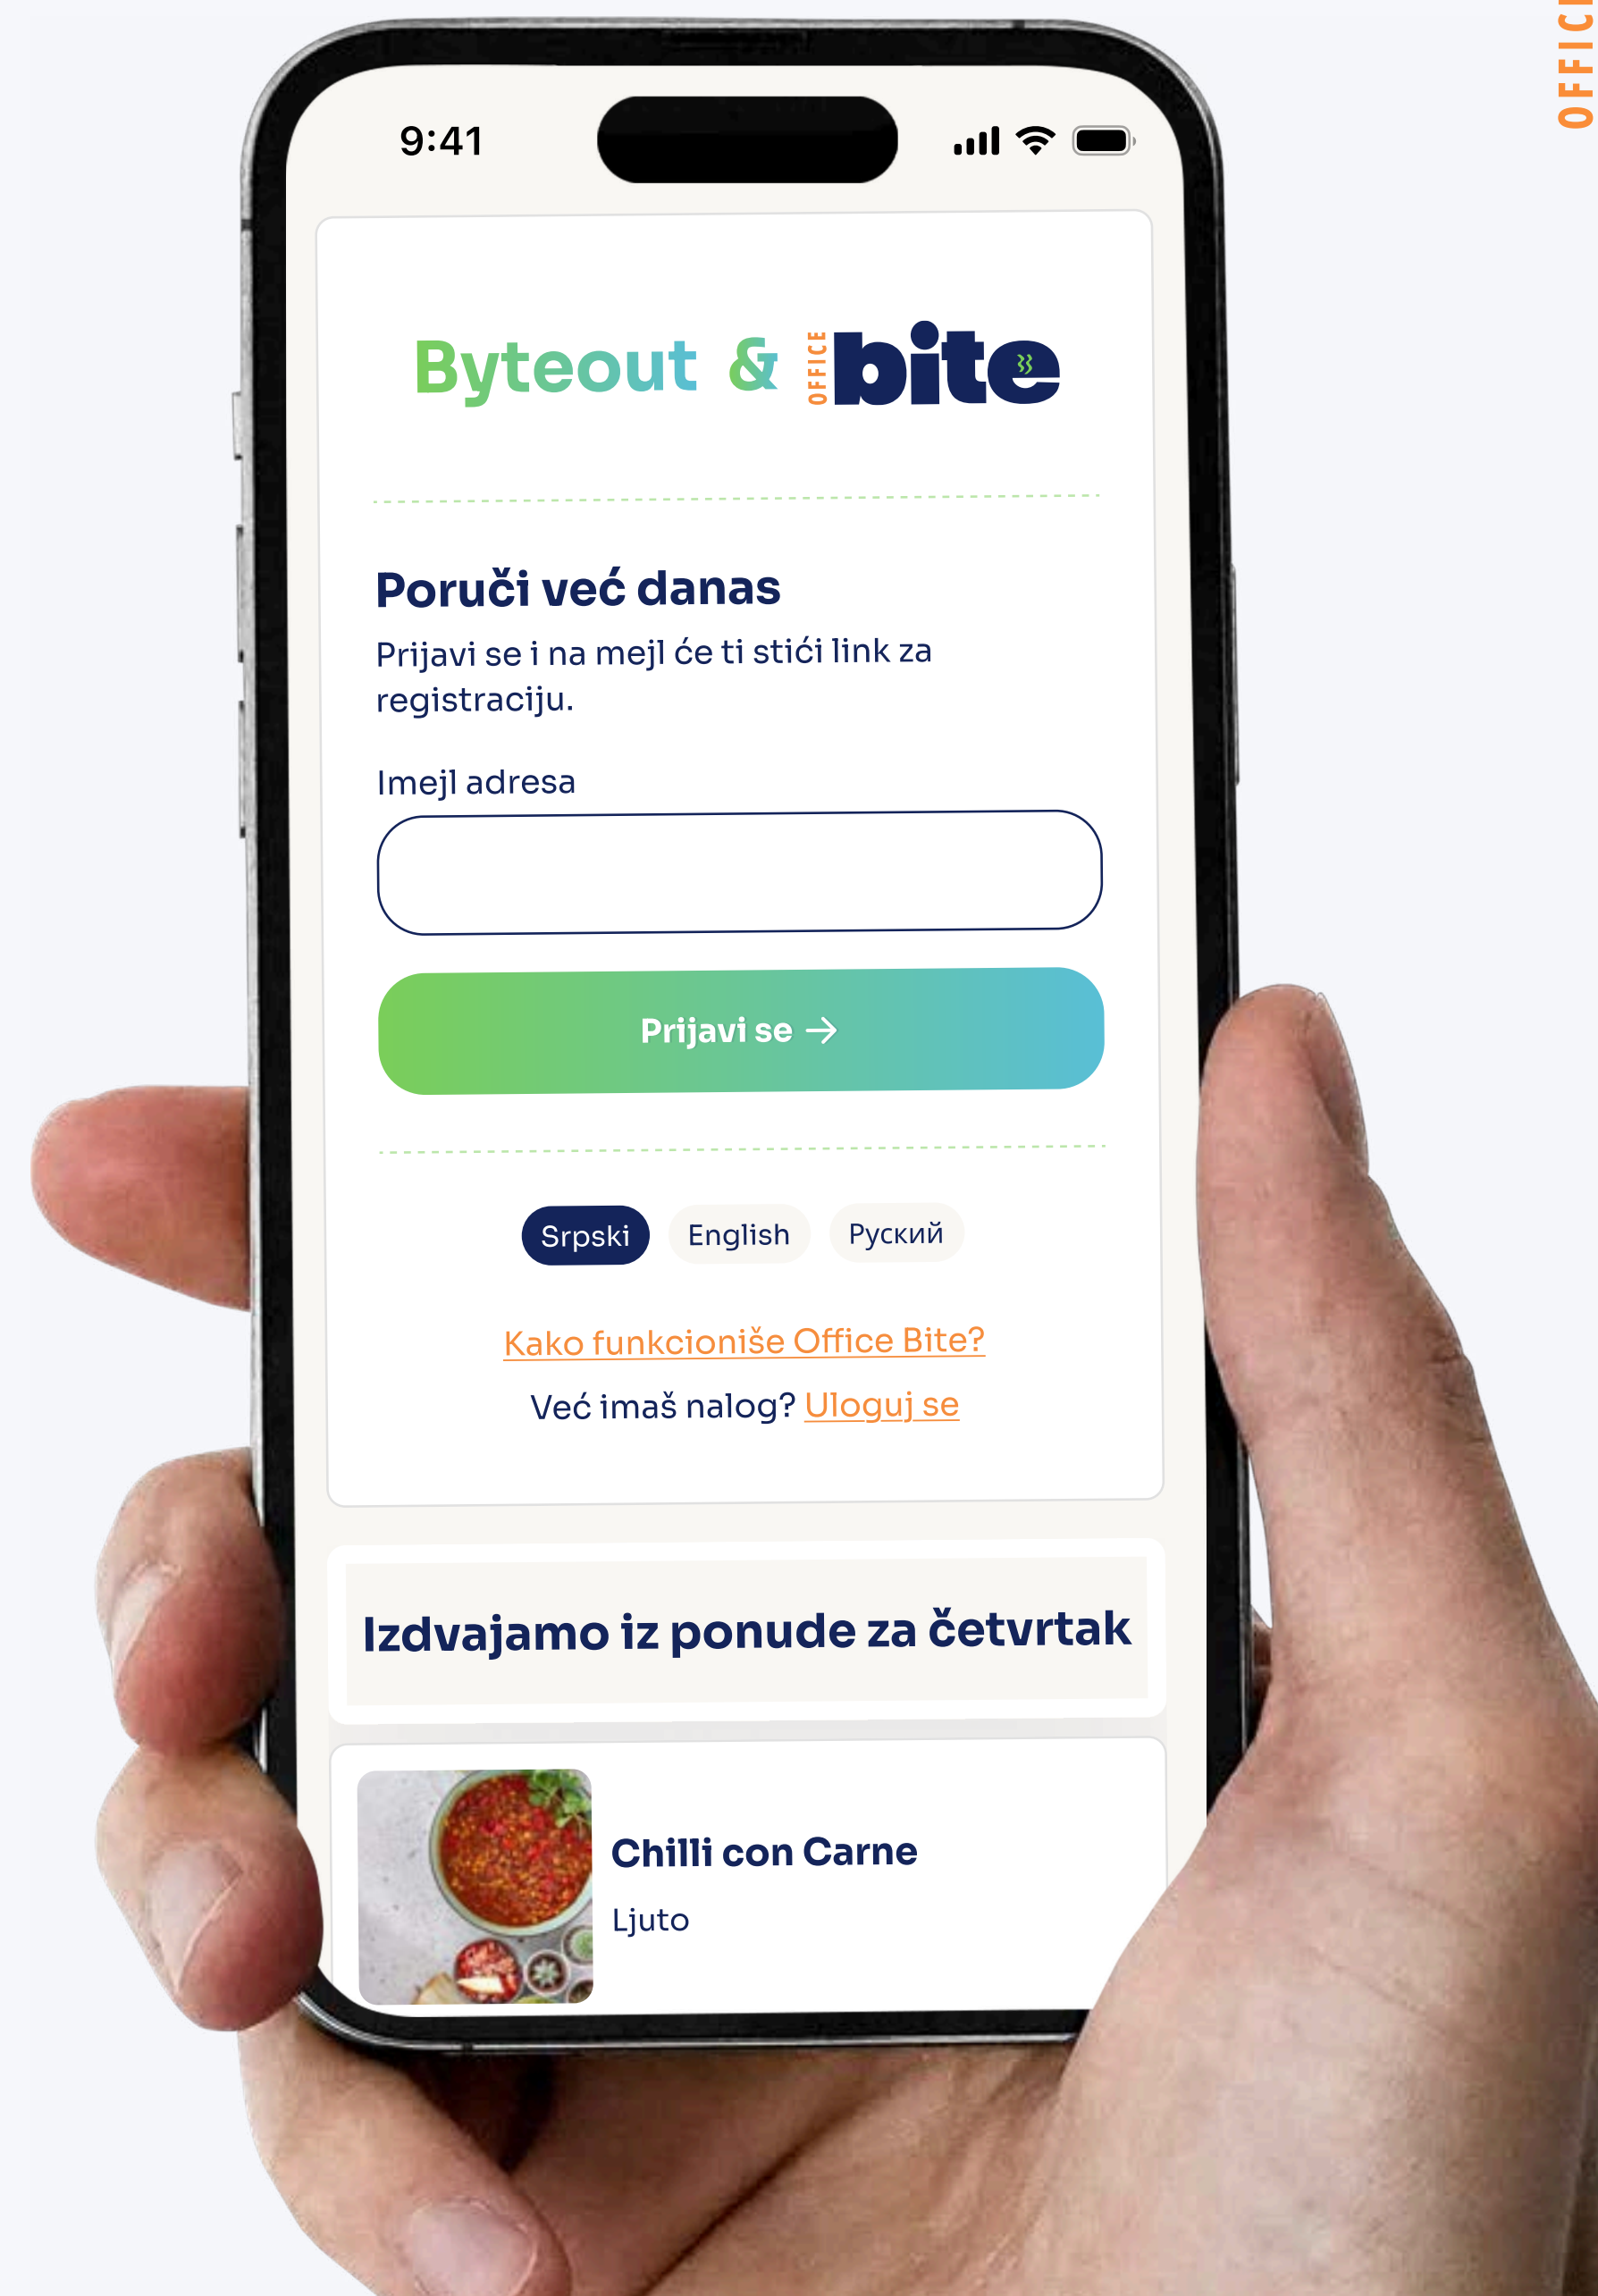 OFFICE
9:41
Byteout & OFFICE bite
Poruči već danas
Prijavi se i na mejl će ti stići link za
registraciju.
Imejl adresa
Prijavi se →
Srpski English Руский
Kako funkcioniše Office Bite?
Već imaš nalog? Uloguj se
Izdvajamo iz ponude za četvrtak
Chilli con Carne
Ljuto